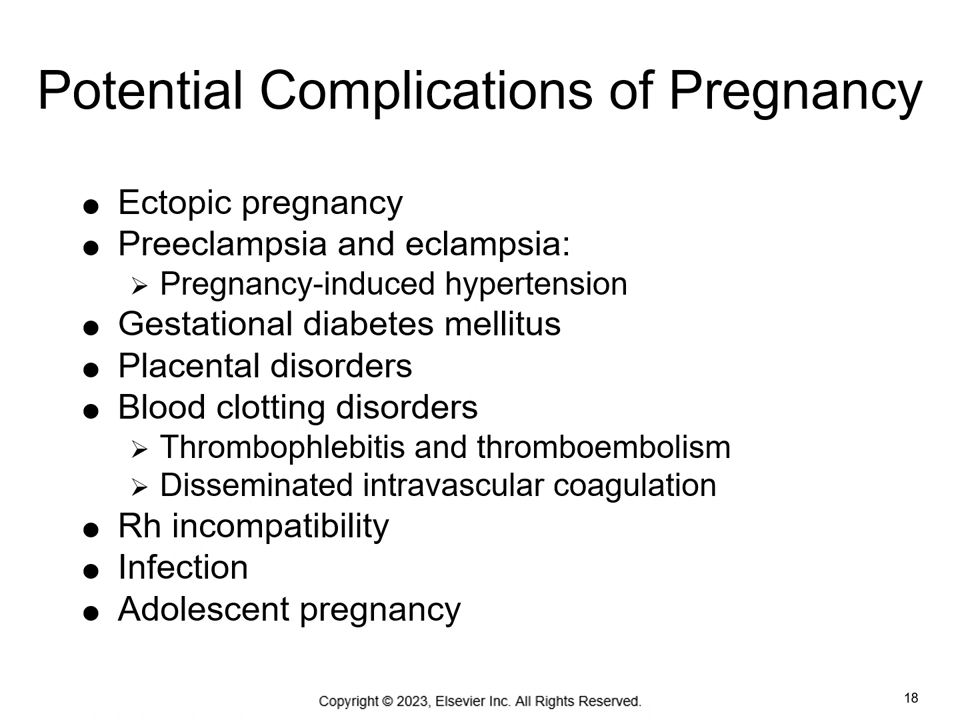 Potential Complications of Pregnancy
● Ectopic pregnancy
● Preeclampsia and eclampsia:
➢ Pregnancy-induced hypertension
● Gestational diabetes mellitus
● Placental disorders
● Blood clotting disorders
➢ Thrombophlebitis and thromboembolism
➢ Disseminated intravascular coagulation
● Rh incompatibility
● Infection
● Adolescent pregnancy
Copyright © 2023, Elsevier Inc. All Rights Reserved.
18